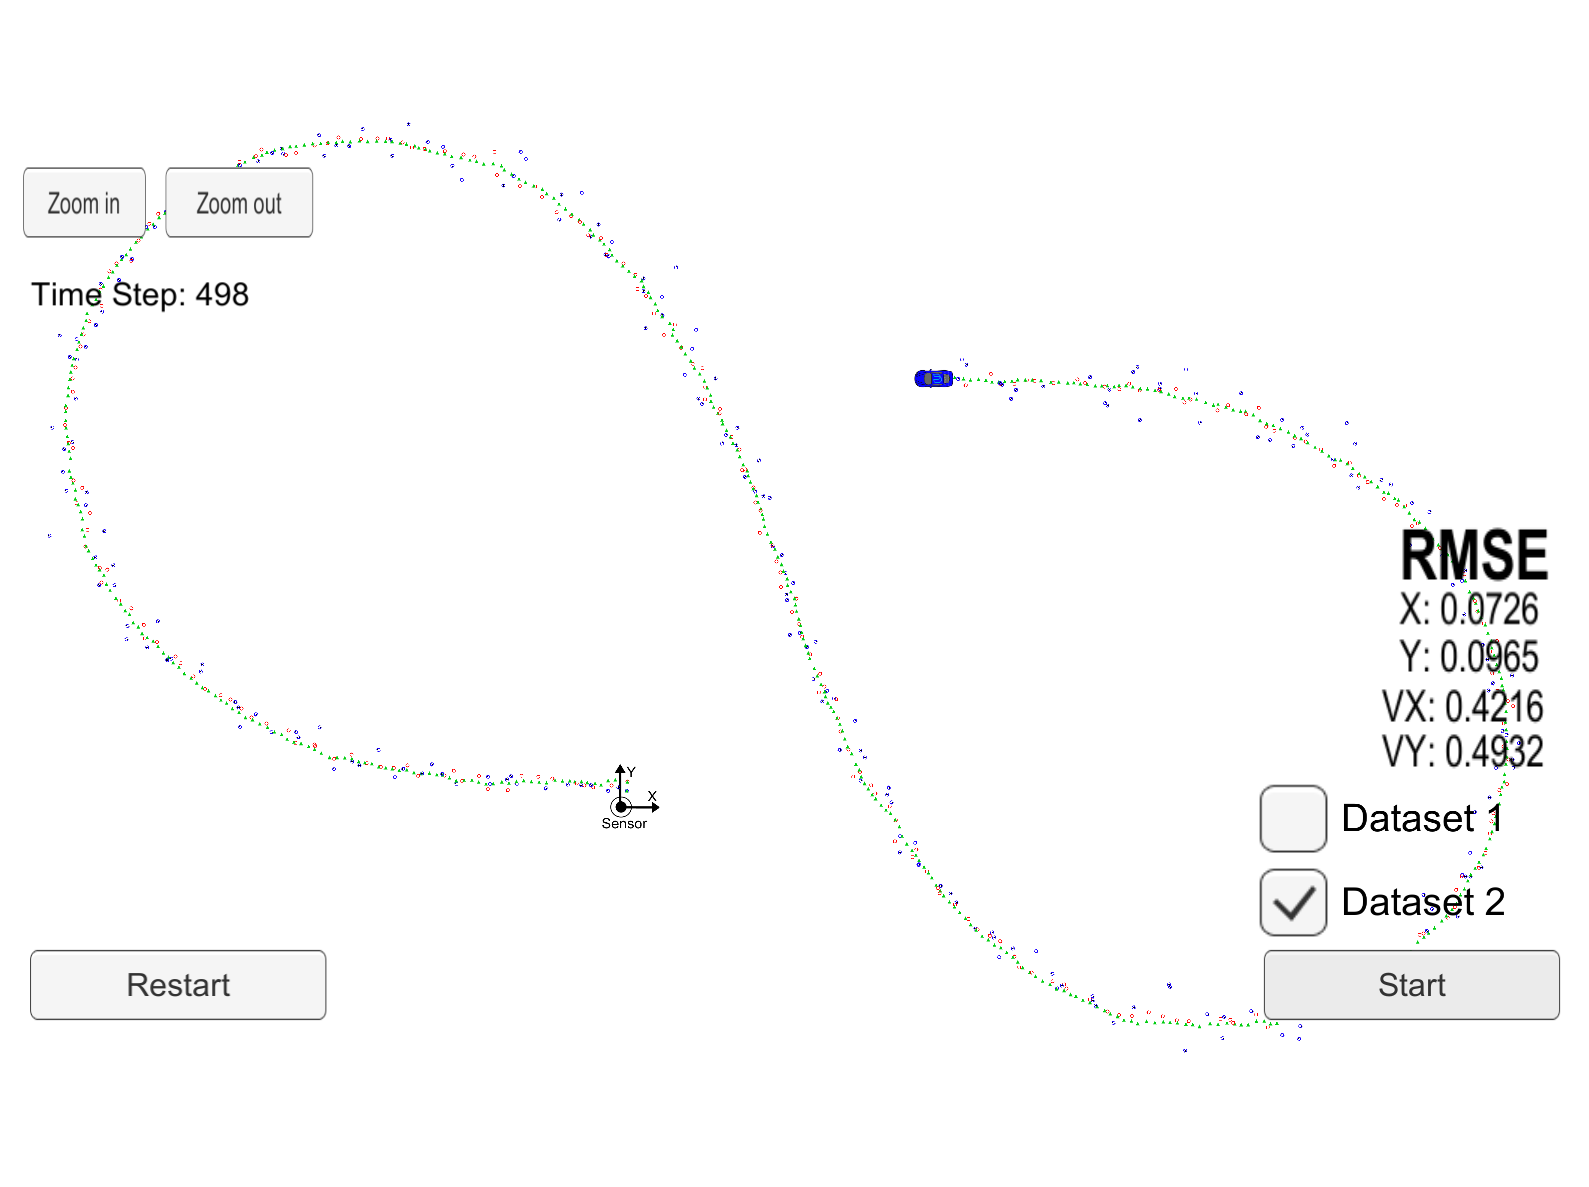 Zoom in
Zoom out
Time Step: 498
RMSE
X: 0.0726
Y: 0.0965
VX: 0.4216
VY: 0.4932
Y
X
Sensor
Dataset 1
Dataset 2
Restart
Start